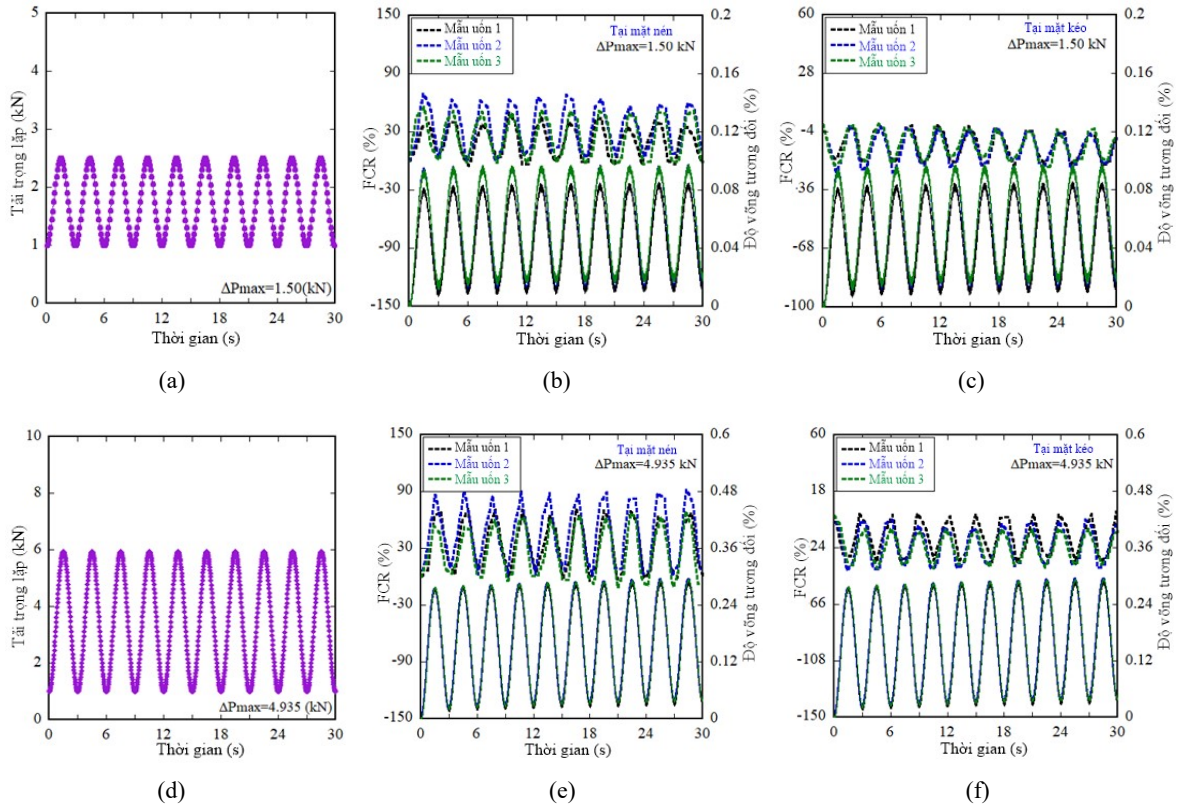 5
4
3
2
1
0
Tải trọng lặp (kN)
ΔPmax=1.50(kN)
0 6 12 18 24 30
Thời gian (s)
(a)
150
90
30
-30
-90
-150
FCR (%)
Mẫu uốn 1
Mẫu uốn 2
Mẫu uốn 3
Tại mặt nén
ΔPmax=1.50 kN
0.2
0.16
0.12
0.08
0.04
0
Độ võng tương đối (%)
0 6 12 18 24 30
Thời gian (s)
(b)
60
28
-4
-36
-68
-100
FCR (%)
Mẫu uốn 1
Mẫu uốn 2
Mẫu uốn 3
Tại mặt kéo
ΔPmax=1.50 kN
0.2
0.16
0.12
0.08
0.04
0
Độ võng tương đối (%)
0 6 12 18 24 30
Thời gian (s)
(c)
10
8
6
4
2
0
Tải trọng lặp (kN)
ΔPmax=4.935 (kN)
0 6 12 18 24 30
Thời gian (s)
(d)
150
90
30
-30
-90
-150
FCR (%)
Mẫu uốn 1
Mẫu uốn 2
Mẫu uốn 3
Tại mặt nén
ΔPmax=4.935 kN
0.6
0.48
0.36
0.24
0.12
0
Độ võng tương đối (%)
0 6 12 18 24 30
Thời gian (s)
(e)
60
18
-24
-66
-108
-150
FCR (%)
Mẫu uốn 1
Mẫu uốn 2
Mẫu uốn 3
Tại mặt kéo
ΔPmax=4.935 kN
0.6
0.48
0.36
0.24
0.12
0
Độ võng tương đối (%)
0 6 12 18 24 30
Thời gian (s)
(f)